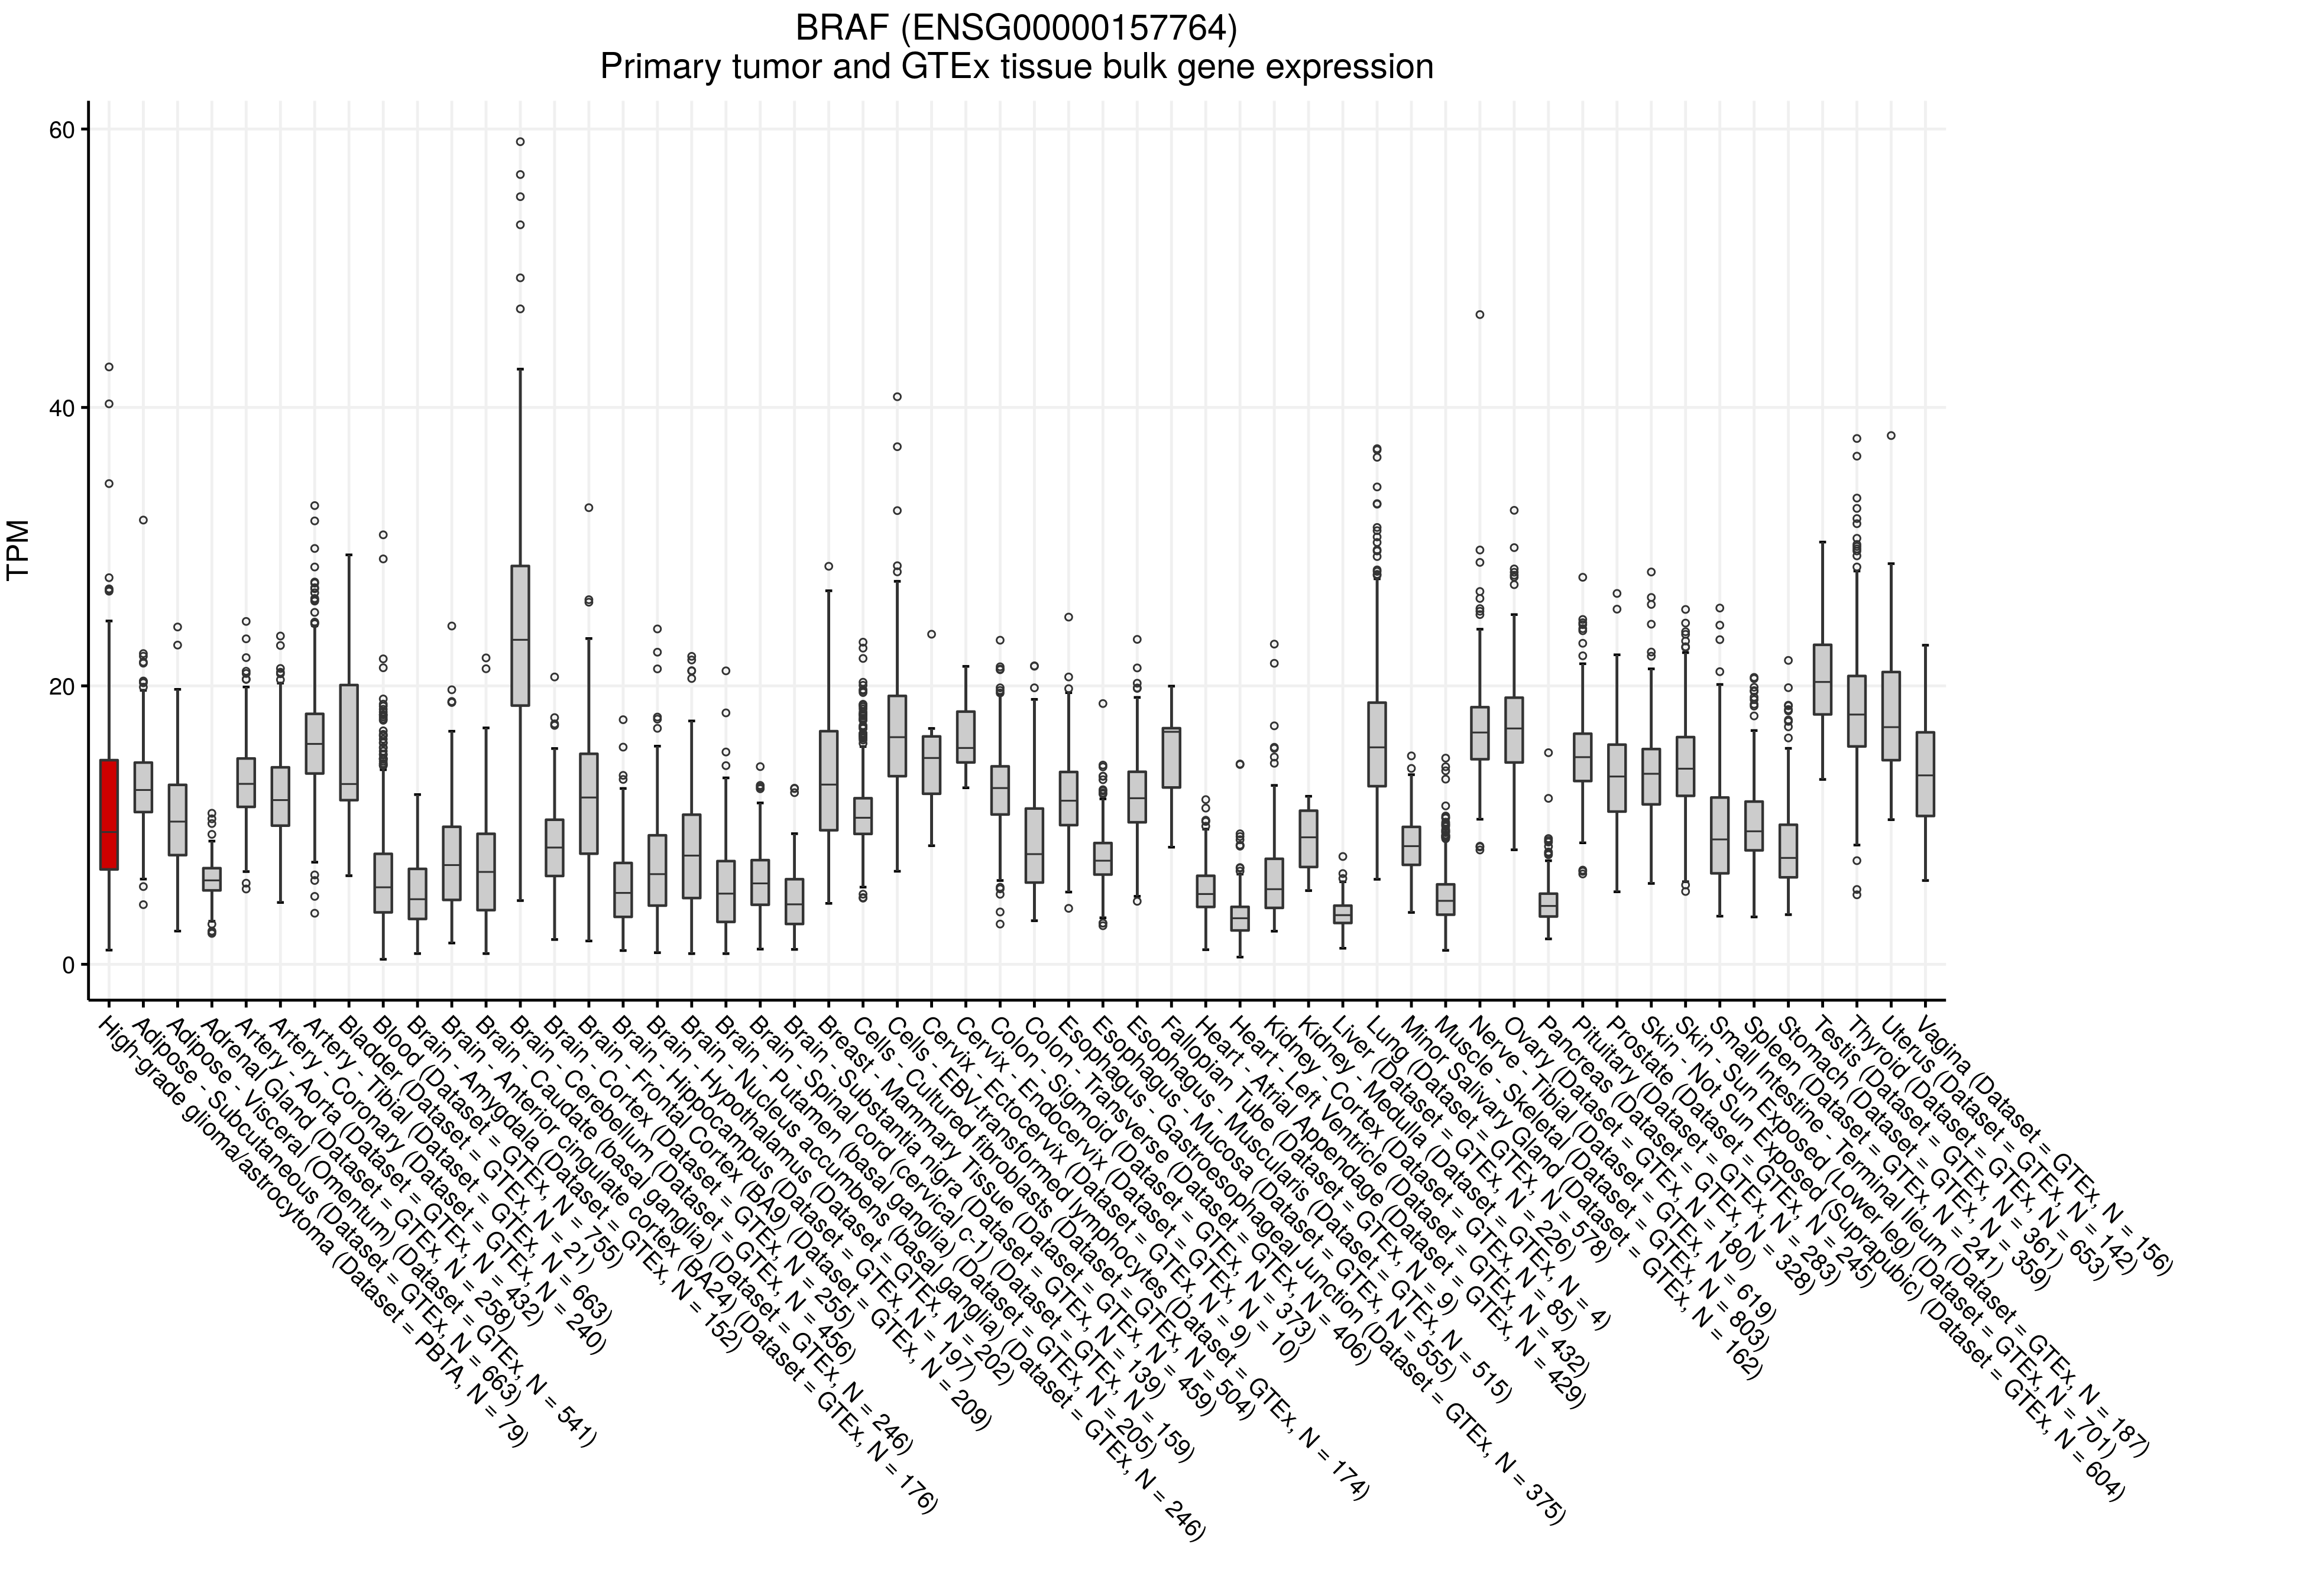 BRAF (ENSG00000157764)
Primary tumor and GTEx tissue bulk gene expression
TPM
60
40
20
0
High-grade glioma/astrocytoma (Dataset = PBTA, N = 79)
Adipose - Subcutaneous (Dataset = GTEx, N = 663)
Adipose - Visceral (Omentum) (Dataset = GTEx, N = 541)
Adrenal Gland (Dataset = GTEx, N = 258)
Artery - Aorta (Dataset = GTEx, N = 432)
Artery - Coronary (Dataset = GTEx, N = 240)
Artery - Tibial (Dataset = GTEx, N = 663)
Bladder (Dataset = GTEx, N = 21)
Blood (Dataset = GTEx, N = 755)
Brain - Amygdala (Dataset = GTEx, N = 152)
Brain - Anterior cingulate cortex (BA24) (Dataset = GTEx, N = 176)
Brain - Caudate (basal ganglia) (Dataset = GTEx, N = 246)
Brain - Cerebellum (Dataset = GTEx, N = 456)
Brain - Cortex (Dataset = GTEx, N = 255)
Brain - Frontal Cortex (BA9) (Dataset = GTEx, N = 209)
Brain - Hippocampus (Dataset = GTEx, N = 197)
Brain - Hypothalamus (Dataset = GTEx, N = 202)
Brain - Nucleus accumbens (basal ganglia) (Dataset = GTEx, N = 246)
Brain - Putamen (basal ganglia) (Dataset = GTEx, N = 205)
Brain - Spinal cord (cervical c-1) (Dataset = GTEx, N = 159)
Brain - Substantia nigra (Dataset = GTEx, N = 139)
Breast - Mammary Tissue (Dataset = GTEx, N = 459)
Cells - Cultured fibroblasts (Dataset = GTEx, N = 504)
Cells - EBV-transformed lymphocytes (Dataset = GTEx, N = 174)
Cervix - Ectocervix (Dataset = GTEx, N = 9)
Cervix - Endocervix (Dataset = GTEx, N = 10)
Colon - Sigmoid (Dataset = GTEx, N = 373)
Colon - Transverse (Dataset = GTEx, N = 406)
Esophagus - Gastroesophageal Junction (Dataset = GTEx, N = 375)
Esophagus - Mucosa (Dataset = GTEx, N = 555)
Esophagus - Muscularis (Dataset = GTEx, N = 515)
Fallopian Tube (Dataset = GTEx, N = 9)
Heart - Atrial Appendage (Dataset = GTEx, N = 429)
Heart - Left Ventricle (Dataset = GTEx, N = 432)
Kidney - Cortex (Dataset = GTEx, N = 85)
Kidney - Medulla (Dataset = GTEx, N = 4)
Liver (Dataset = GTEx, N = 226)
Lung (Dataset = GTEx, N = 578)
Minor Salivary Gland (Dataset = GTEx, N = 162)
Muscle - Skeletal (Dataset = GTEx, N = 803)
Nerve - Tibial (Dataset = GTEx, N = 619)
Ovary (Dataset = GTEx, N = 180)
Pancreas (Dataset = GTEx, N = 328)
Pituitary (Dataset = GTEx, N = 283)
Prostate (Dataset = GTEx, N = 245)
Skin - Not Sun Exposed (Suprapubic) (Dataset = GTEx, N = 604)
Skin - Sun Exposed (Lower leg) (Dataset = GTEx, N = 701)
Small Intestine - Terminal Ileum (Dataset = GTEx, N = 187)
Spleen (Dataset = GTEx, N = 241)
Stomach (Dataset = GTEx, N = 359)
Testis (Dataset = GTEx, N = 361)
Thyroid (Dataset = GTEx, N = 653)
Uterus (Dataset = GTEx, N = 142)
Vagina (Dataset = GTEx, N = 156)